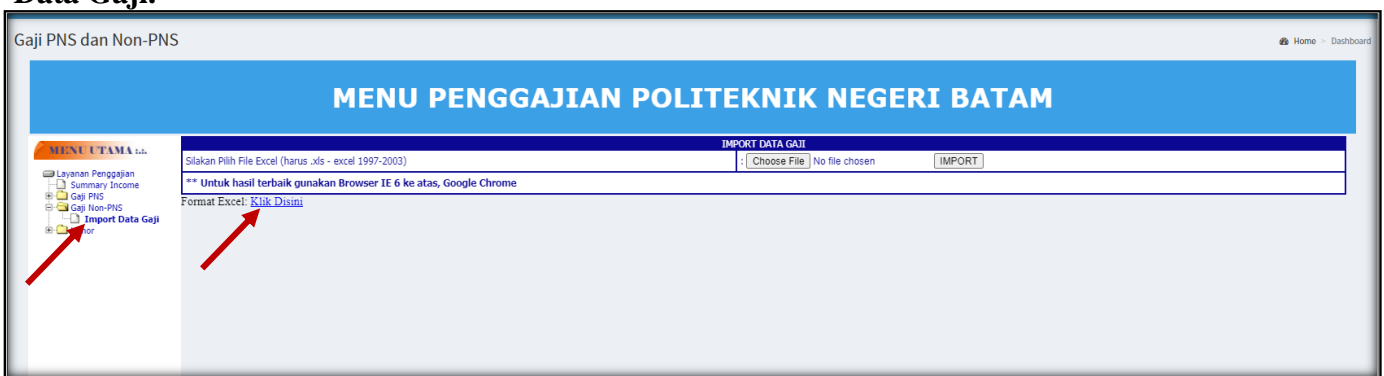 Data Gaji.
Gaji PNS dan Non-PNS
Home > Dashboard
MENU PENGGAJIAN POLITEKNIK NEGERI BATAM
MENU UTAMA :.:.
Layanan Penggajian
Summary Income
Gaji PNS
Gaji Non-PNS
Import Data Gaji
IMPORT DATA GAJI
Silakan Pilih File Excel (harus .xls - excel 1997-2003) : Choose File No file chosen IMPORT
** Untuk hasil terbaik gunakan Browser IE 6 ke atas, Google Chrome
Format Excel: Klik Disini